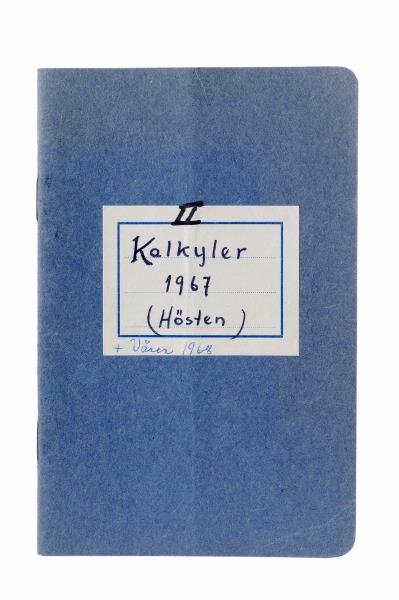 II
Kalkyler
1967
(Hösten)
+ Våren 1968